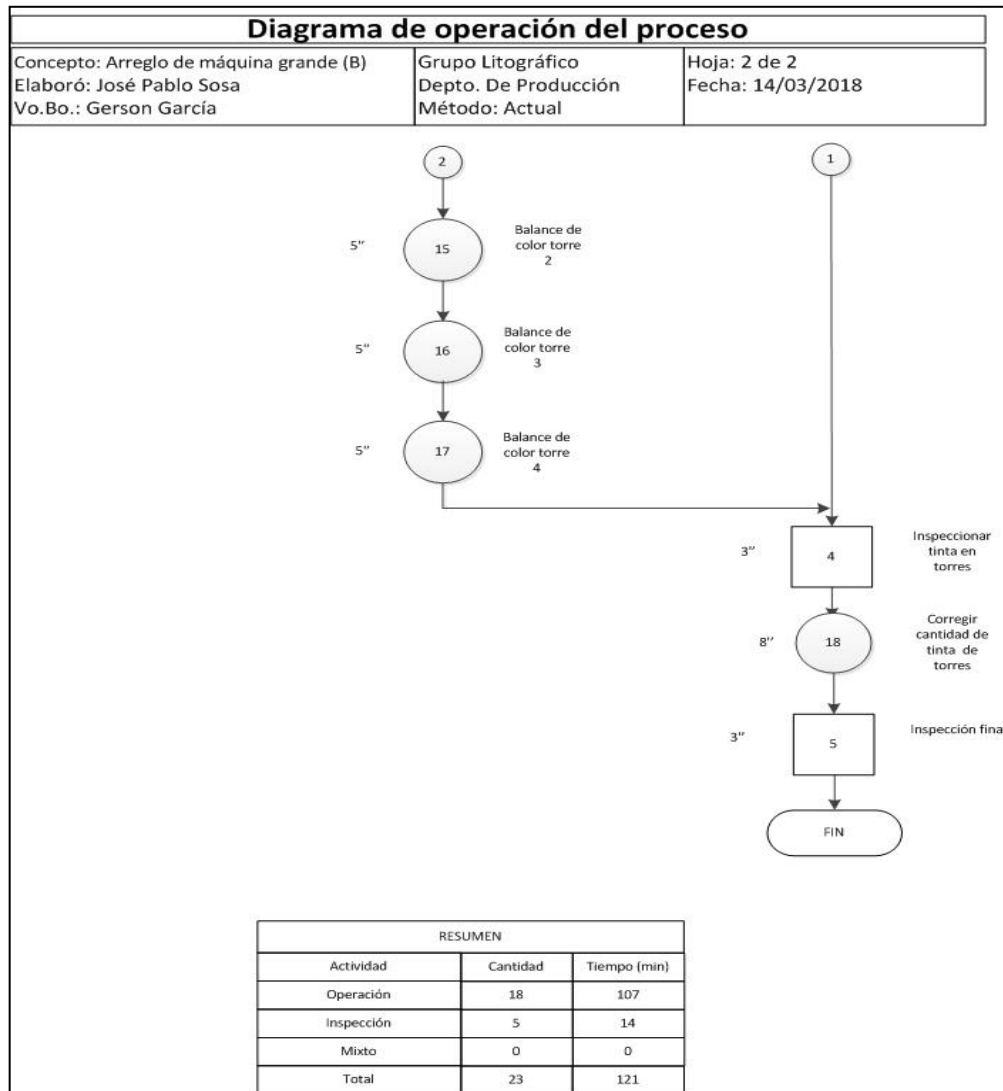 Diagrama de operación del proceso
Concepto: Arreglo de máquina grande (B)
Elaboró: José Pablo Sosa
Vo.Bo.: Gerson García
Grupo Litográfico
Depto. De Producción
Método: Actual
Hoja: 2 de 2
Fecha: 14/03/2018
2
1
5’’
15
Balance de
color torre
2
5’’
16
Balance de
color torre
3
5’’
17
Balance de
color torre
4
3’’
4
Inspeccionar
tinta en
torres
8’’
18
Corregir
cantidad de
tinta de
torres
3’’
5
Inspección fina
FIN
RESUMEN
Actividad Cantidad Tiempo (min)
Operación 18 107
Inspección 5 14
Mixto 0 0
Total 23 121